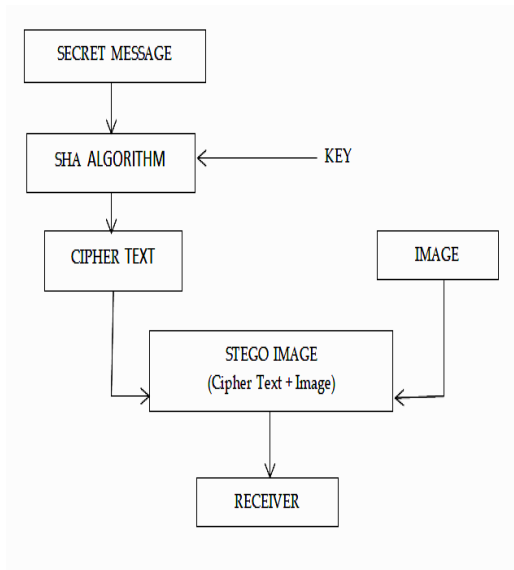 SECRET MESSAGE
SHA ALGORITHM
KEY
CIPHER TEXT
IMAGE
STEGO IMAGE
(Cipher Text + Image)
RECEIVER